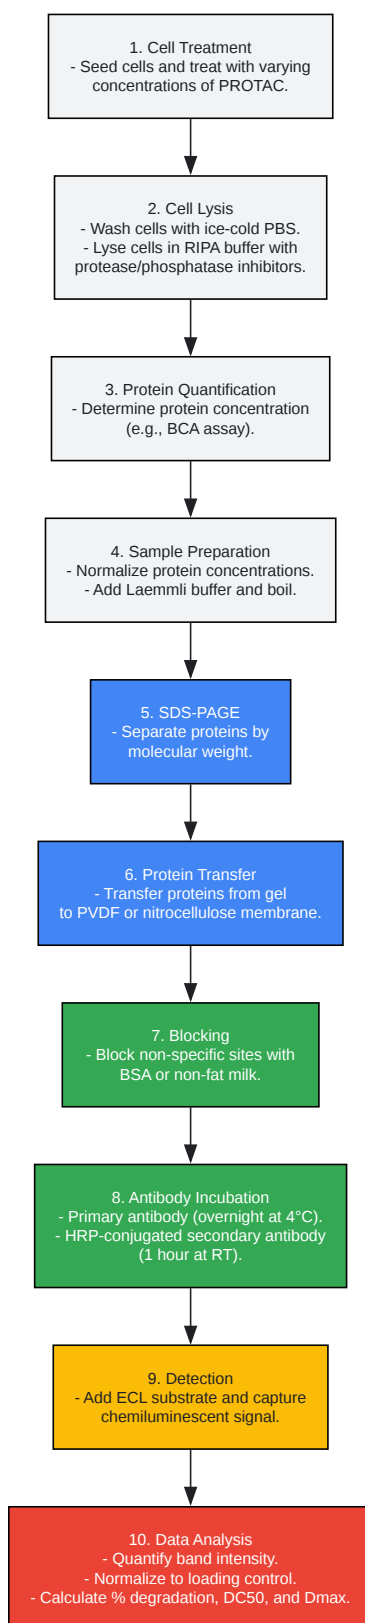 1. Cell Treatment
- Seed cells and treat with varying
concentrations of PROTAC.
2. Cell Lysis
- Wash cells with ice-cold PBS.
- Lyse cells in RIPA buffer with
protease/phosphatase inhibitors.
3. Protein Quantification
- Determine protein concentration
(e.g., BCA assay).
4. Sample Preparation
- Normalize protein concentrations.
- Add Laemmli buffer and boil.
5. SDS-PAGE
- Separate proteins by
molecular weight.
6. Protein Transfer
- Transfer proteins from gel
to PVDF or nitrocellulose membrane.
7. Blocking
- Block non-specific sites with
BSA or non-fat milk.
8. Antibody Incubation
- Primary antibody (overnight at 4°C).
- HRP-conjugated secondary antibody
(1 hour at RT).
9. Detection
- Add ECL substrate and capture
chemiluminescent signal.
10. Data Analysis
- Quantify band intensity.
- Normalize to loading control.
- Calculate % degradation, DC50, and Dmax.